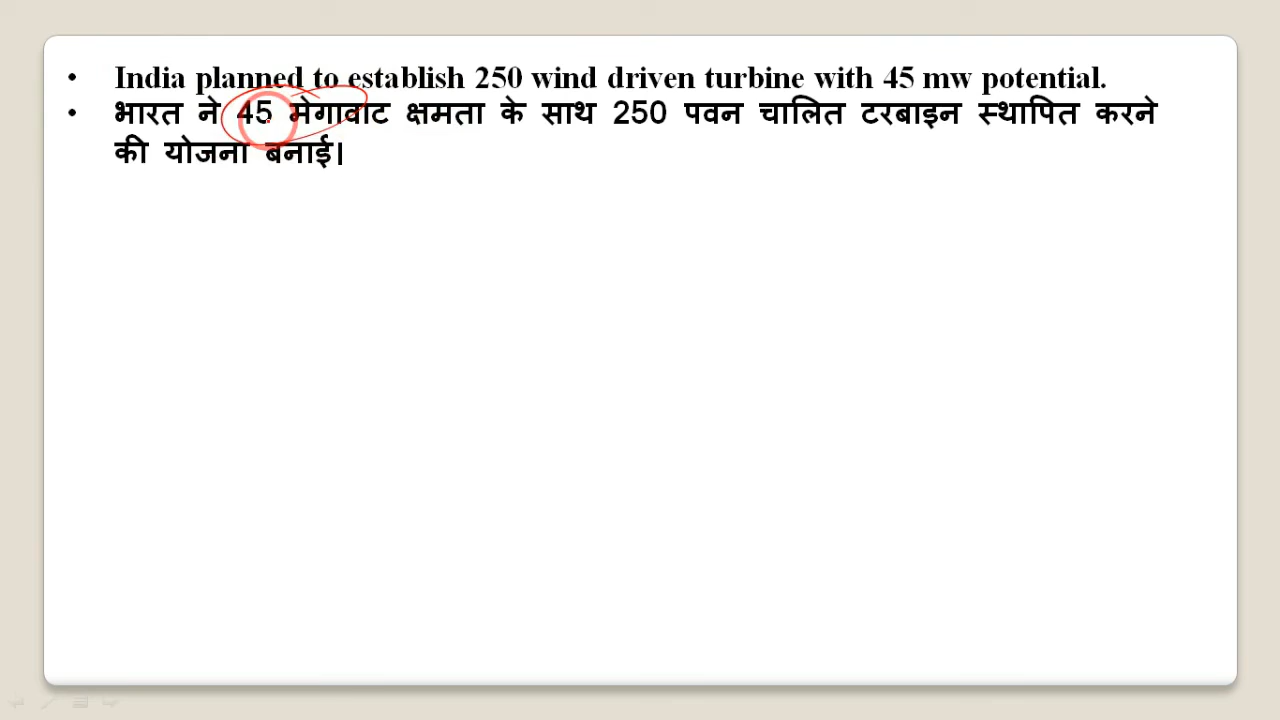 • India planned to establish 250 wind driven turbine with 45 mw potential.
• भारत ने 45 मेगावाट क्षमता के साथ 250 पवन चालित टरबाइन स्थापित करने
की योजना बनाई।